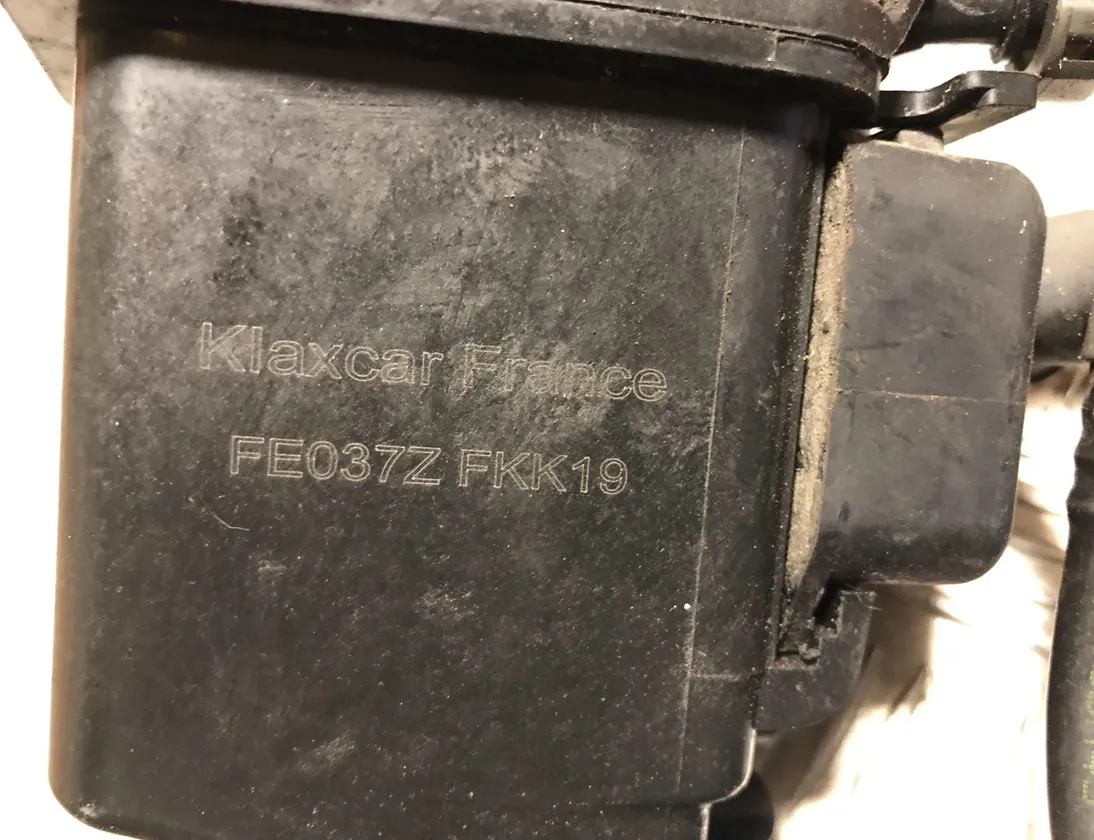 Klaxcar France
FE037Z FKK19